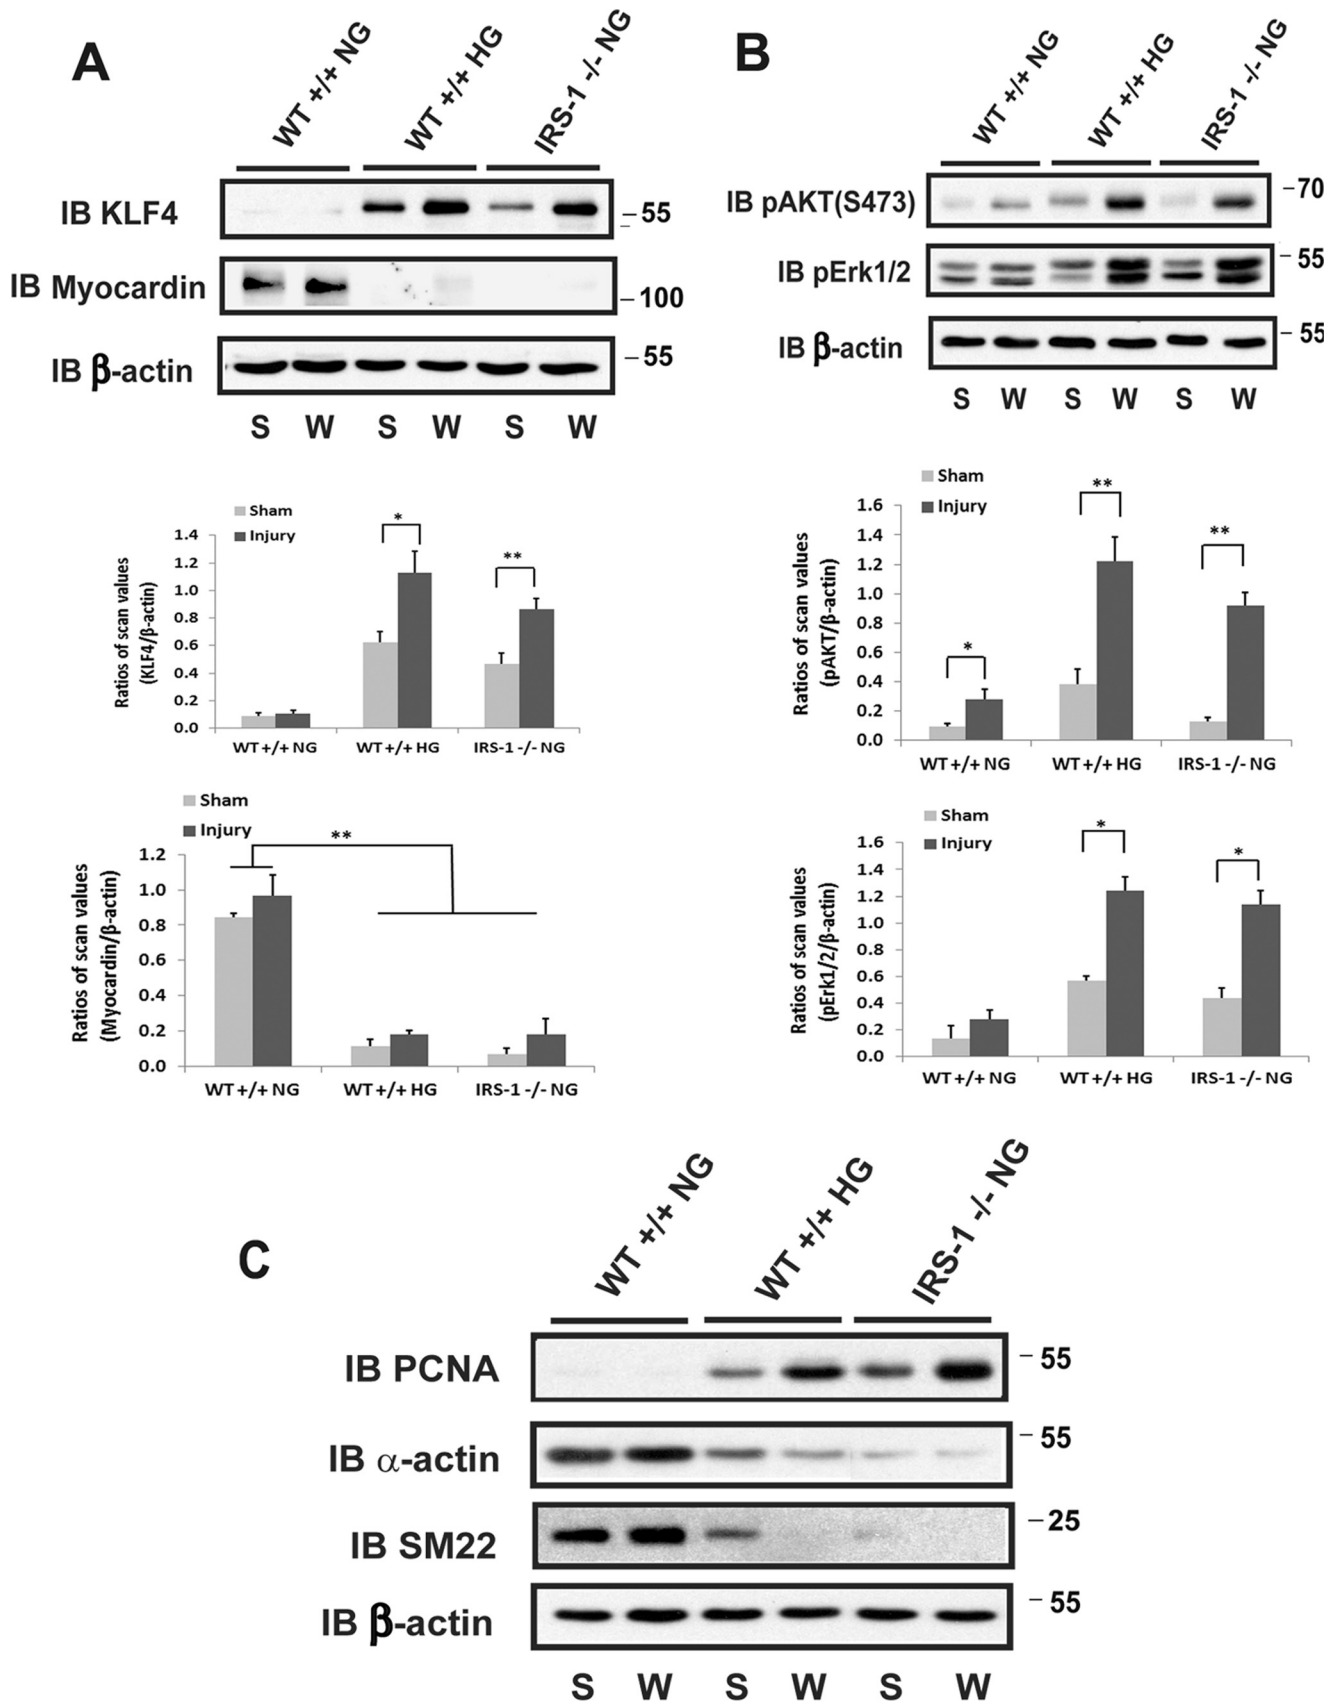 A
WT +/+ NG
WT +/+ HG
IRS-1 -/- NG
IB KLF4
55
IB Myocardin
100
IB β-actin
55
S W S W S W
Sham
Injury
Ratios of scan values
(KLF4/β-actin)
1.4
1.2
1.0
0.8
0.6
0.4
0.2
0.0
*
**
WT +/+ NG WT +/+ HG IRS-1 -/- NG
Sham
Injury
Ratios of scan values
(Myocardin/β-actin)
1.2
1.0
0.8
0.6
0.4
0.2
0.0
**
WT +/+ NG WT +/+ HG IRS-1 -/- NG
B
WT +/+ NG
WT +/+ HG
IRS-1 -/- NG
IB pAKT(S473)
70
IB pErk1/2
55
IB β-actin
55
S W S W S W
Sham
Injury
Ratios of scan values
(pAKT/β-actin)
1.6
1.4
1.2
1.0
0.8
0.6
0.4
0.2
0.0
*
**
**
WT +/+ NG WT +/+ HG IRS-1 -/- NG
Sham
Injury
Ratios of scan values
(pErk1/2/β-actin)
1.6
1.4
1.2
1.0
0.8
0.6
0.4
0.2
0.0
*
*
WT +/+ NG WT +/+ HG IRS-1 -/- NG
C
WT +/+ NG
WT +/+ HG
IRS-1 -/- NG
IB PCNA
55
IB α-actin
55
IB SM22
25
IB β-actin
55
S W S W S W